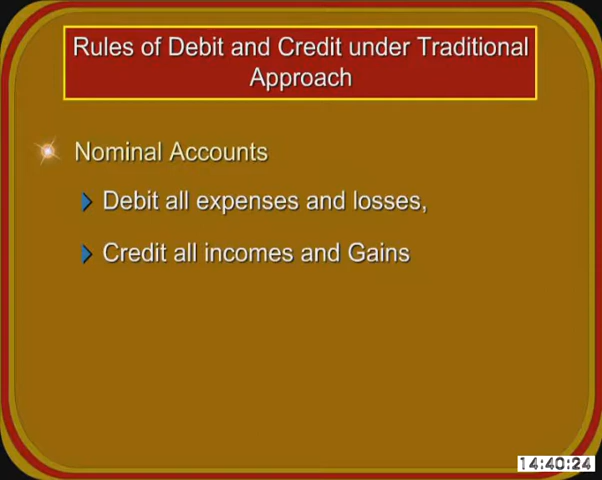 Rules of Debit and Credit under Traditional
Approach
Nominal Accounts
Debit all expenses and losses,
Credit all incomes and Gains
14:40:24